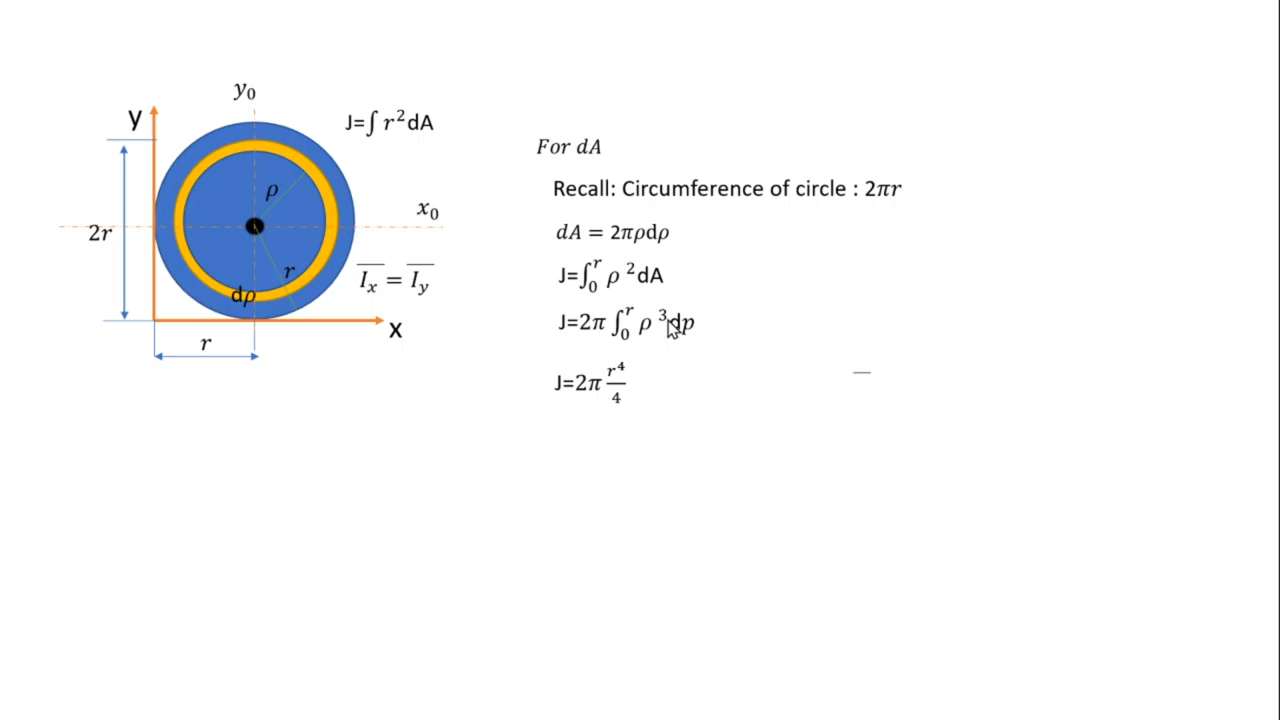 y₀
y
J=∫ r²dA
ρ
x₀
2r
r
I̅ₓ = I̅ᵧ
dρ
x
r
For dA
Recall: Circumference of circle : 2πr
dA = 2πρdρ
J=∫₀ʳ ρ ²dA
J=2π ∫₀ʳ ρ ³dp
J=2π r⁴/4